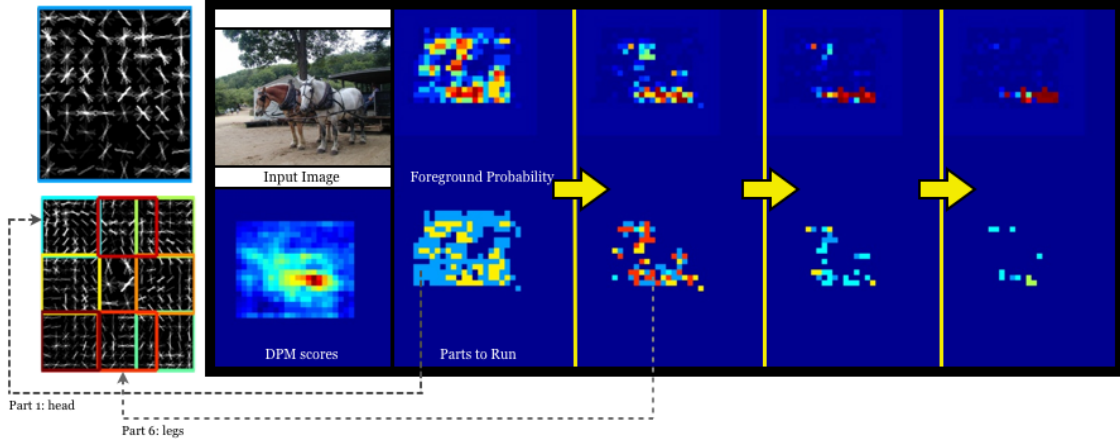 Input Image
Foreground Probability
DPM scores
Parts to Run
Part 1: head
Part 6: legs